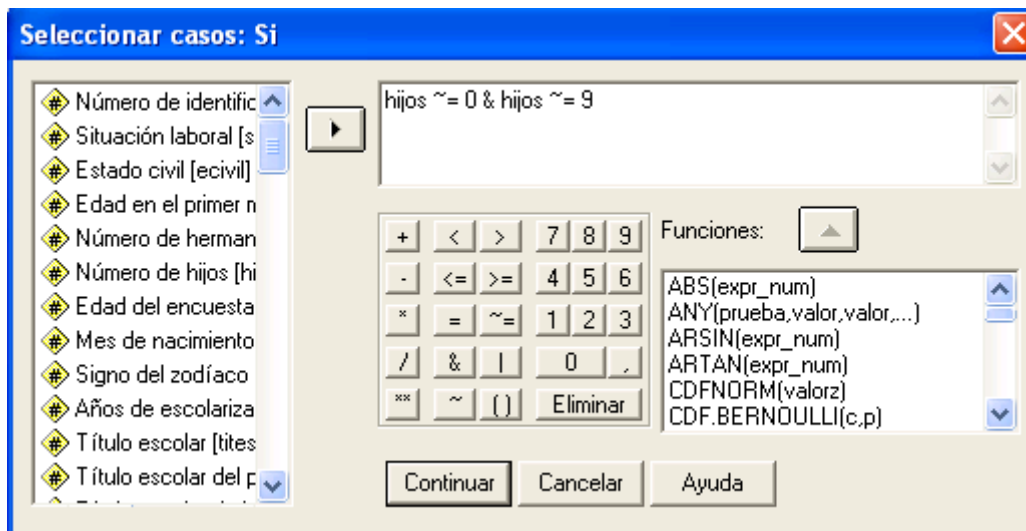 Seleccionar casos: Si
Número de identific
Situación laboral [s
Estado civil [ecivil]
Edad en el primer n
Número de herman
Número de hijos [hi
Edad del encuesta
Mes de nacimiento
Signo del zodíaco
Años de escolariza
Título escolar [tites
Título escolar del p
hijos ~= 0 & hijos ~= 9
+ < > 7 8 9
- <= >= 4 5 6
* = ~= 1 2 3
/ & | 0 ,
** ~ () Eliminar
Funciones:
ABS(expr_num)
ANY(prueba,valor,valor,...)
ARSIN(expr_num)
ARTAN(expr_num)
CDFNORM(valorz)
CDF.BERNOULLI(c,p)
Continuar Cancelar Ayuda